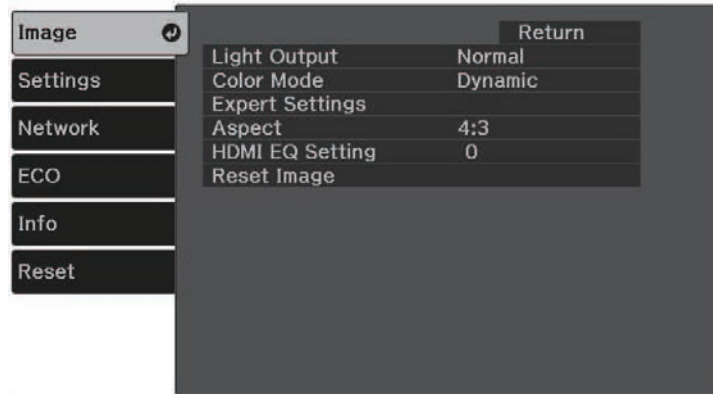 Image
Settings
Network
ECO
Info
Reset
Return
Light Output Normal
Color Mode Dynamic
Expert Settings
Aspect 4:3
HDMI EQ Setting 0
Reset Image